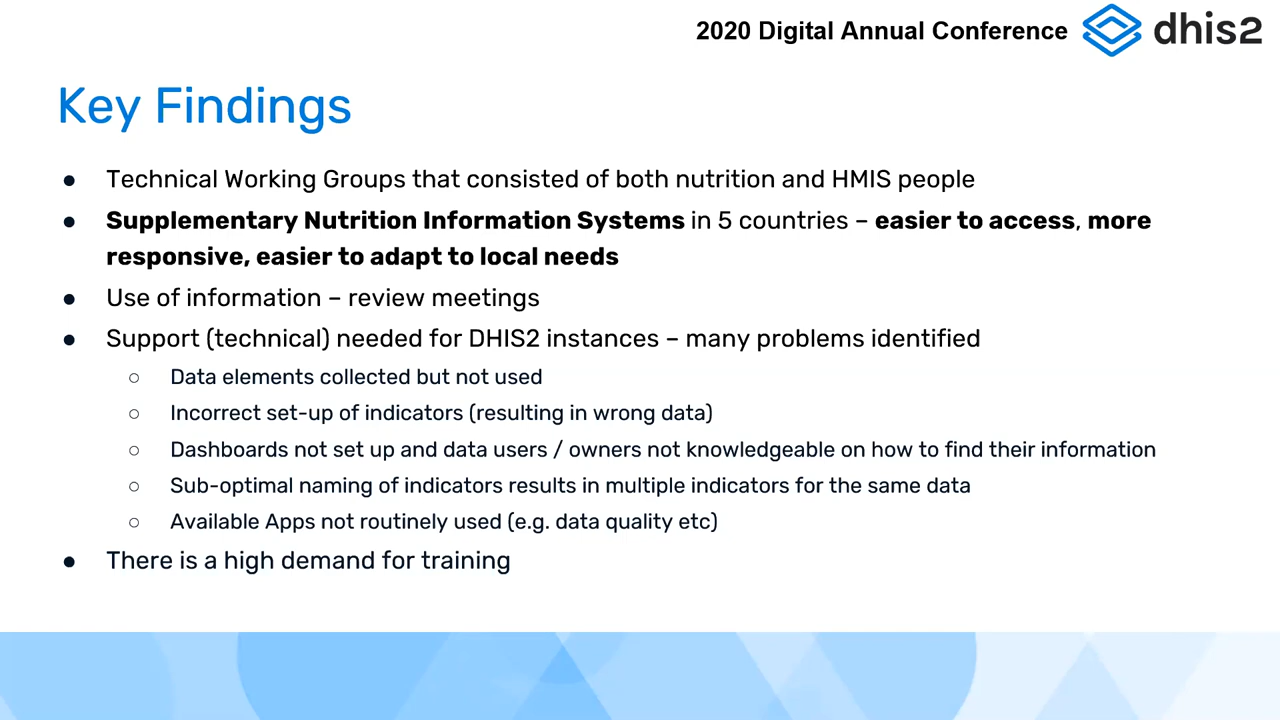 2020 Digital Annual Conference dhis2
Key Findings
● Technical Working Groups that consisted of both nutrition and HMIS people
● Supplementary Nutrition Information Systems in 5 countries – easier to access, more
responsive, easier to adapt to local needs
● Use of information – review meetings
● Support (technical) needed for DHIS2 instances – many problems identified
○ Data elements collected but not used
○ Incorrect set-up of indicators (resulting in wrong data)
○ Dashboards not set up and data users / owners not knowledgeable on how to find their information
○ Sub-optimal naming of indicators results in multiple indicators for the same data
○ Available Apps not routinely used (e.g. data quality etc)
● There is a high demand for training